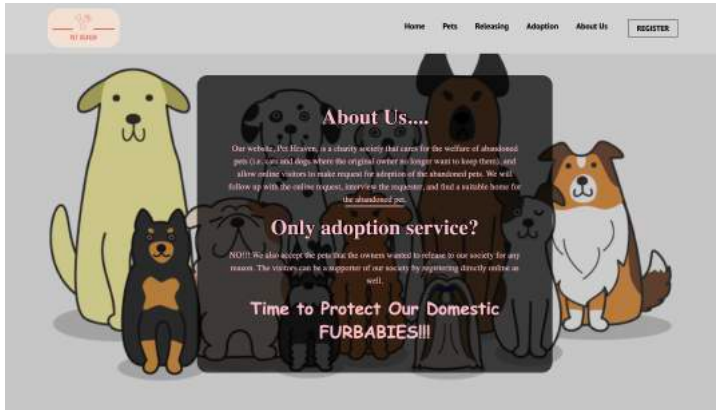 PET HEAVEN
Home Pets Releasing Adoption About Us REGISTER
About Us....
Our website, Pet Heaven, is a charity society that cares for the welfare of abandoned
pets (i.e. cats and dogs where the original owner no longer want to keep them), and
allow online visitors to make request for adoption of the abandoned pets. We will
follow up with the online request, interview the requester, and find a suitable home for
the abandoned pet.
Only adoption service?
NO!!! We also accept the pets that the owners wanted to release to our society for any
reason. The visitors can be a supporter of our society by registering directly online as
well.
Time to Protect Our Domestic
FURBABIES!!!